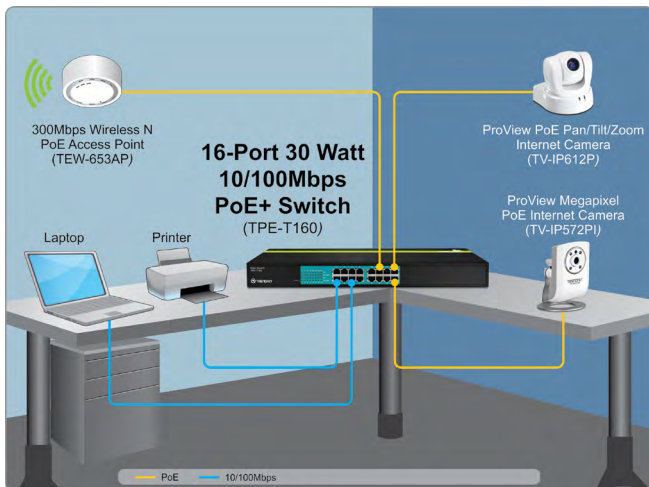 300Mbps Wireless N
PoE Access Point
(TEW-653AP)
16-Port 30 Watt
10/100Mbps
PoE+ Switch
(TPE-T160)
ProView PoE Pan/Tilt/Zoom
Internet Camera
(TV-IP612P)
ProView Megapixel
PoE Internet Camera
(TV-IP572PI)
Laptop
Printer
TRENDNET
PoE
10/100Mbps